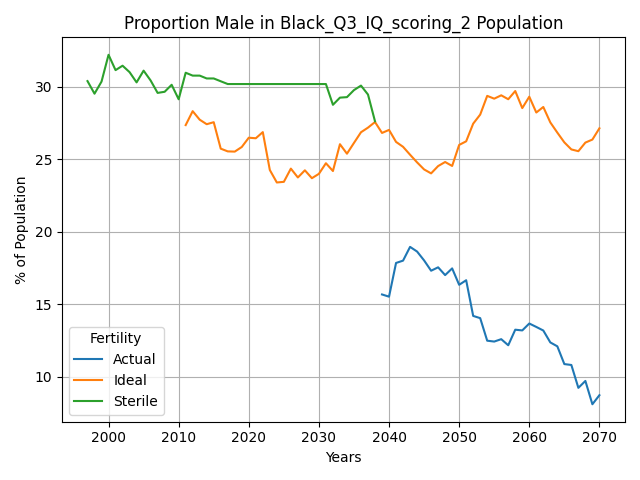 Proportion Male in Black_Q3_IQ_scoring_2 Population
% of Population
30
25
20
15
10
Fertility
Actual
Ideal
Sterile
2000 2010 2020 2030 2040 2050 2060 2070
Years